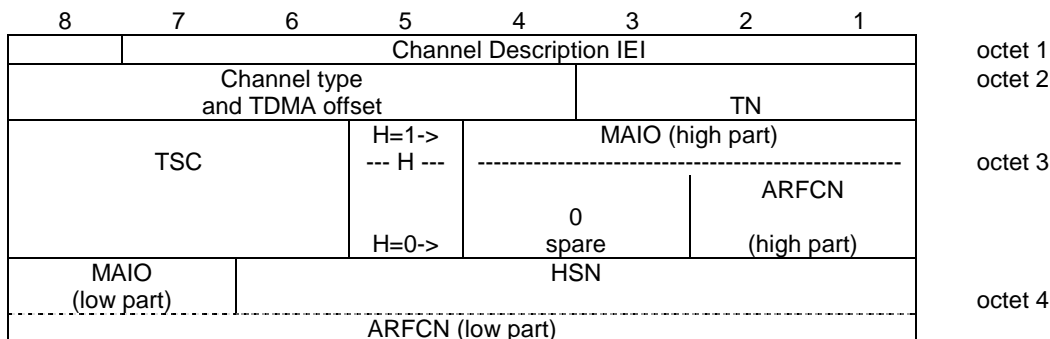 8 7 6 5 4 3 2 1
Channel Description IEI octet 1
Channel type octet 2
and TDMA offset TN
H=1-> MAIO (high part)
TSC --- H --- ---------------------------------------------------- octet 3
ARFCN
0
H=0-> spare (high part)
MAIO HSN
(low part) octet 4
ARFCN (low part)